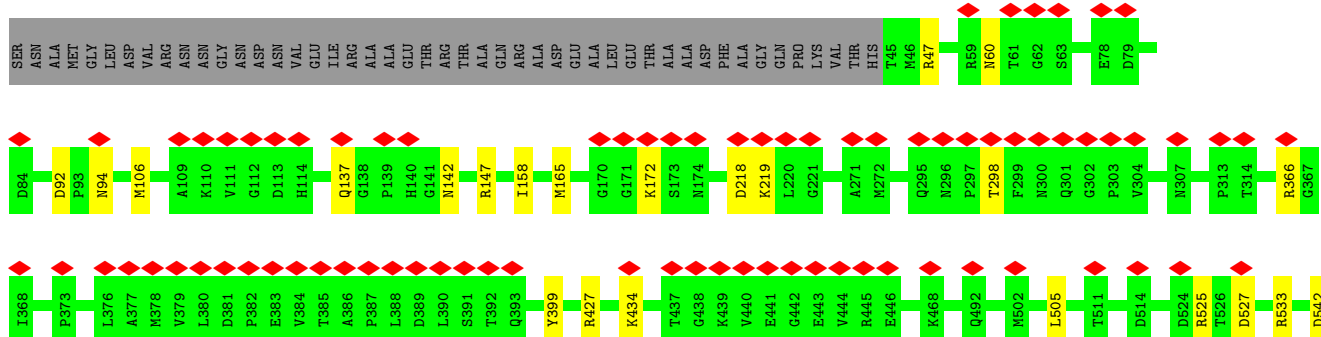 SER ASN ALA MET GLY LEU ASP VAL ARG ASN ASN GLY ASN ASP ASN VAL GLU ILE ARG ALA ALA GLU THR ARG THR ALA GLN ARG ALA ASP GLU ALA LEU GLU THR ALA ALA ASP PHE ALA GLY GLN PRO LYS VAL THR HIS T45 M46 R47 R59 N60 T61 G62 S63 E78 D79
D84 D92 P93 N94 M106 A109 K110 V111 G112 D113 H114 Q137 G138 P139 H140 G141 N142 R147 I158 M165 G170 G171 K172 S173 N174 D218 K219 L220 G221 A271 M272 Q295 N296 P297 T298 F299 N300 Q301 G302 P303 V304 N307 P313 T314 R366 G367
I368 P373 L376 A377 M378 V379 L380 D381 P382 E383 V384 T385 A386 P387 L388 D389 L390 S391 T392 Q393 Y399 R427 K434 T437 G438 K439 V440 E441 G442 E443 V444 R445 E446 K468 Q492 M502 L505 T511 D514 D524 R525 T526 D527 R533 D542